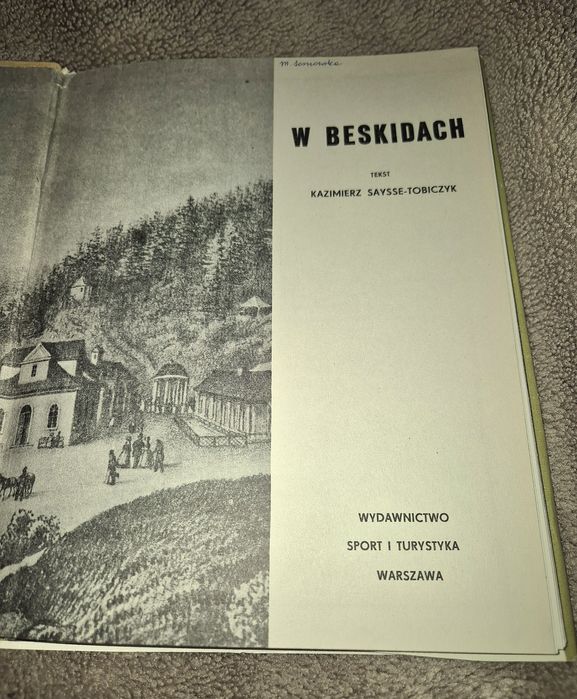 W BESKIDACH
TEKST
KAZIMIERZ SAYSSE-TOBICZYK
WYDAWNICTWO
SPORT I TURYSTYKA
WARSZAWA